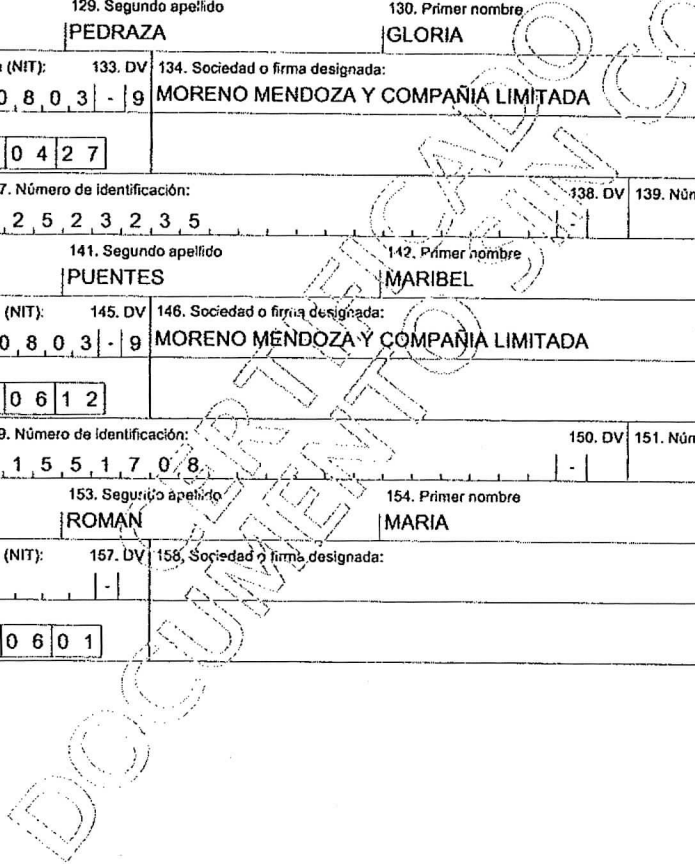 129. Segundo apellido 130. Primer nombre
PEDRAZA GLORIA
(NIT): 133. DV 134. Sociedad o firma designada:
0 8 0 3 - 9 MORENO MENDOZA Y COMPAÑIA LIMITADA
0 4 2 7
7. Número de identificación: 138. DV 139. Núm
2 5 2 3 2 3 5 -
141. Segundo apellido 142. Primer nombre
PUENTES MARIBEL
(NIT): 145. DV 146. Sociedad o firma designada:
0 8 0 3 - 9 MORENO MENDOZA Y COMPAÑIA LIMITADA
0 6 1 2
9. Número de identificación: 150. DV 151. Núm
1 5 5 1 7 0 8 -
153. Segundo apellido 154. Primer nombre
ROMAN MARIA
(NIT): 157. DV 158. Sociedad o firma designada:
-
0 6 0 1
CERTIFICADO
DOCUMENTO SIN CO